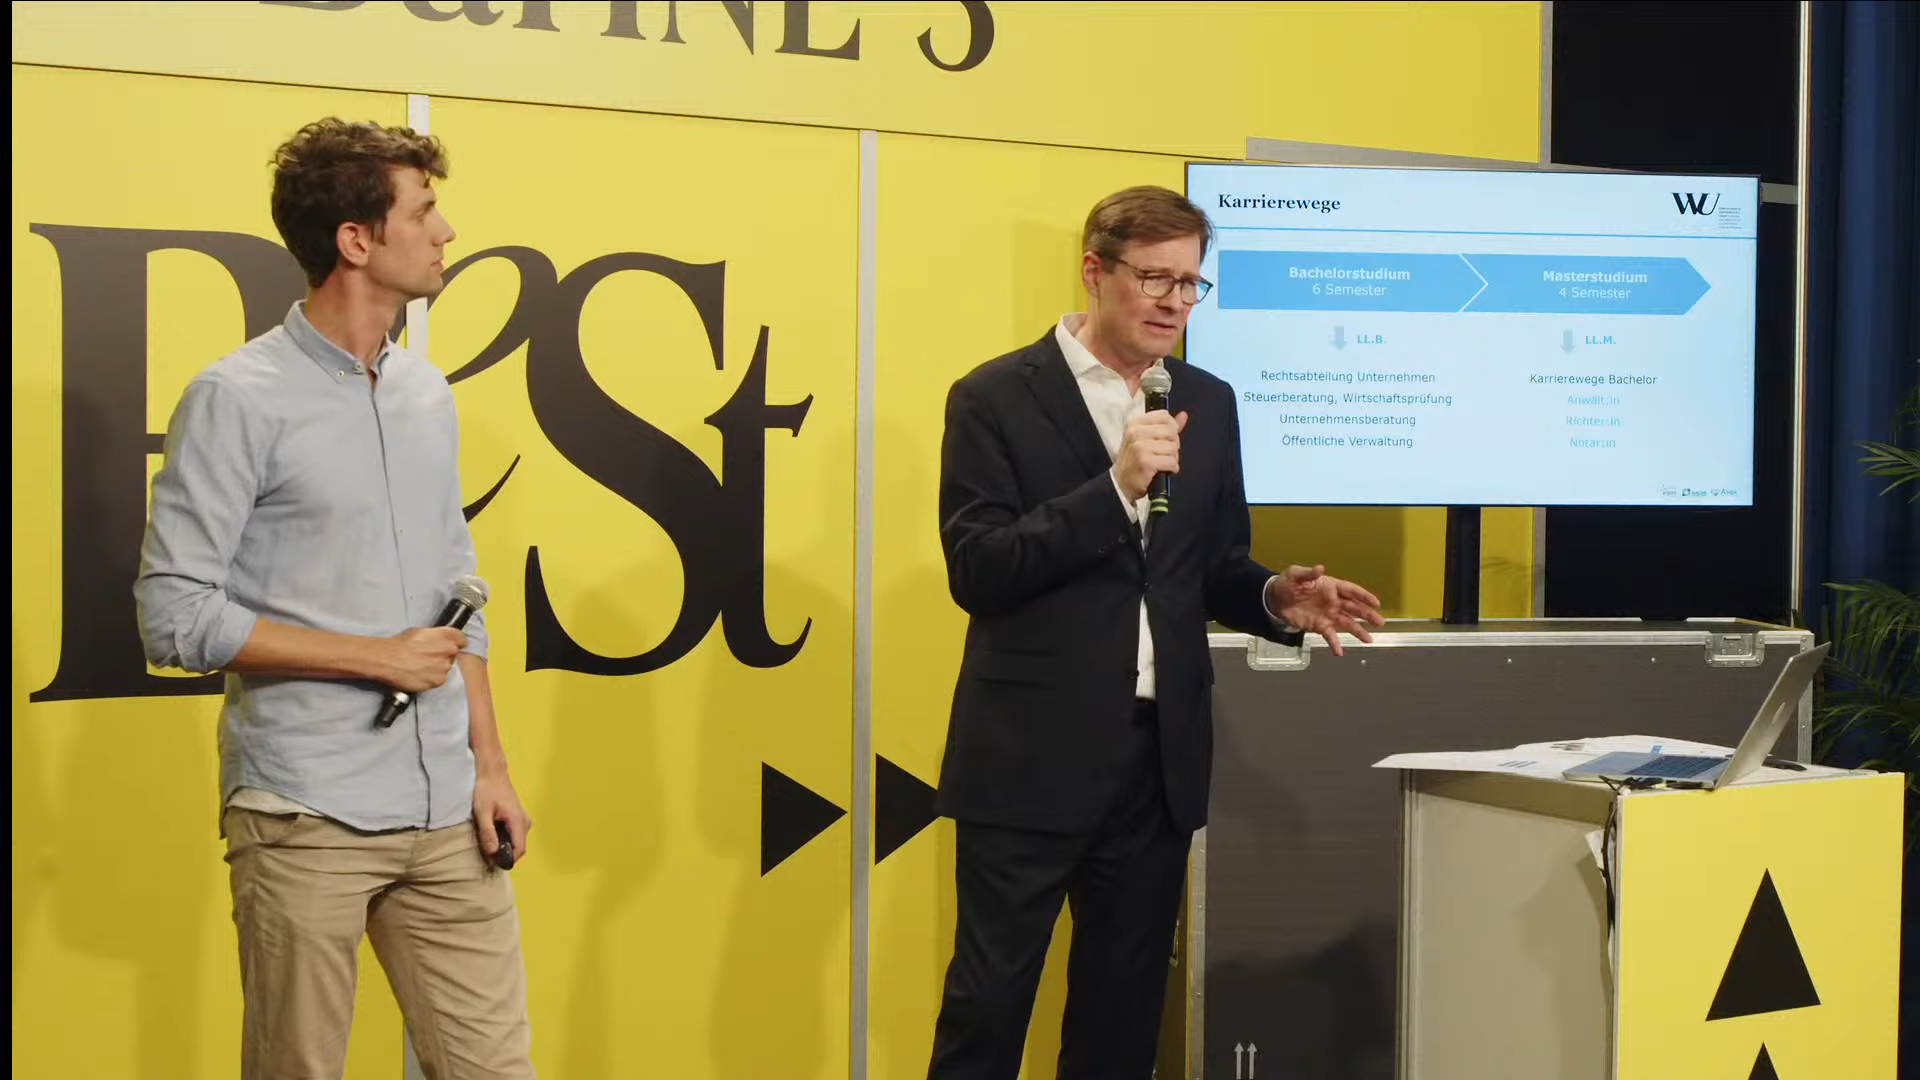 BeSt
Karrierewege
WU
Bachelorstudium
6 Semester
Masterstudium
4 Semester
LL.B.
LL.M.
Rechtsabteilung Unternehmen
Steuerberatung, Wirtschaftsprüfung
Unternehmensberatung
Öffentliche Verwaltung
Karrierewege Bachelor
Anwält:in
Richter:in
Notar:in